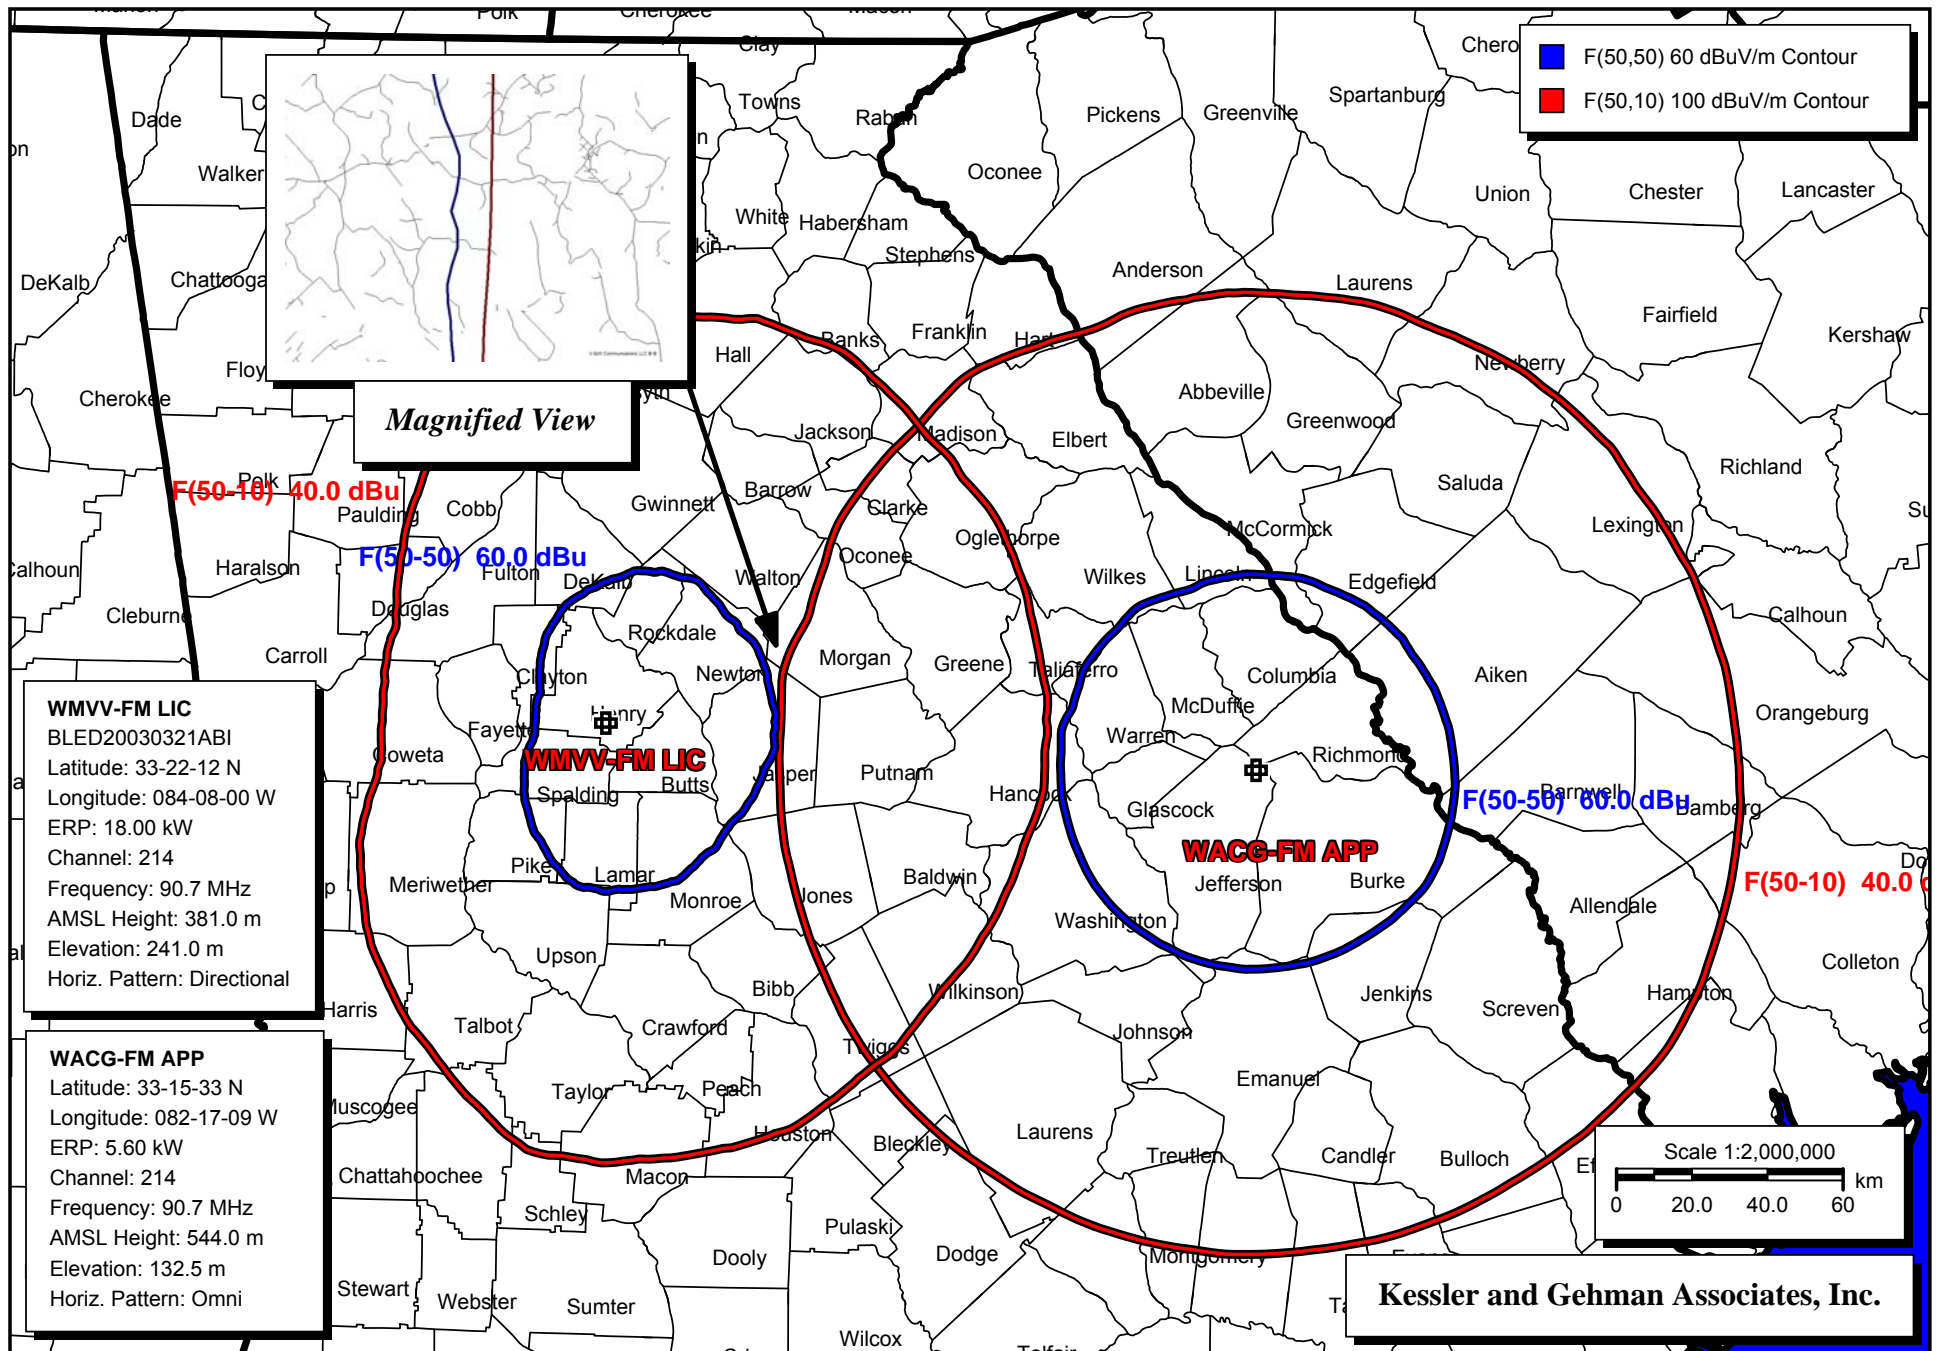 Polk
Cherokee
Macon
Clay
Chero
F(50,50) 60 dBuV/m Contour
F(50,10) 100 dBuV/m Contour
Dade
Towns
Rabun
Pickens
Greenville
Spartanburg
Walker
Oconee
Union
Chester
Lancaster
White
Habersham
Stephens
DeKalb
Chattooga
Anderson
Laurens
Fairfield
Kershaw
Hall
Banks
Franklin
Hart
Newberry
Floy
Cherokee
Magnified View
Abbeville
Greenwood
Jackson
Madison
Elbert
Richland
Polk
F(50-10) 40.0 dBu
Paulding
Cobb
Gwinnett
Barrow
Clarke
Saluda
Lexington
McCormick
Oglethorpe
Oconee
F(50-50) 60.0 dBu
Calhoun
Haralson
Fulton
DeKalb
Walton
Wilkes
Lincoln
Edgefield
Cleburne
Douglas
Calhoun
Rockdale
Carroll
Clayton
Newton
Morgan
Greene
Taliaferro
Columbia
Aiken
McDuffie
Orangeburg
Henry
Fayette
Warren
Richmond
Coweta
WMVV-FM LIC
Butts
Jasper
Putnam
Spalding
Hancock
Glascock
F(50-50) 60.0 dBu
Barnwell
Bamberg
WACG-FM APP
Pike
Lamar
Meriwether
Monroe
Jones
Baldwin
Jefferson
Burke
F(50-10) 40.0 d
Do
Washington
Allendale
Upson
Colleton
Bibb
Wilkinson
Jenkins
Screven
Hampton
Harris
Talbot
Crawford
Twiggs
Johnson
Taylor
Peach
Emanuel
Muscogee
Houston
Bleckley
Laurens
Treutlen
Candler
Bulloch
Ef
Chattahoochee
Macon
Schley
Pulaski
Dooly
Dodge
Montgomery
Evans
Stewart
Webster
Sumter
Ta
Wilcox
Telfair
WMVV-FM LIC
BLED20030321ABI
Latitude: 33-22-12 N
Longitude: 084-08-00 W
ERP: 18.00 kW
Channel: 214
Frequency: 90.7 MHz
AMSL Height: 381.0 m
Elevation: 241.0 m
Horiz. Pattern: Directional
WACG-FM APP
Latitude: 33-15-33 N
Longitude: 082-17-09 W
ERP: 5.60 kW
Channel: 214
Frequency: 90.7 MHz
AMSL Height: 544.0 m
Elevation: 132.5 m
Horiz. Pattern: Omni
Scale 1:2,000,000
km
0 20.0 40.0 60
Kessler and Gehman Associates, Inc.